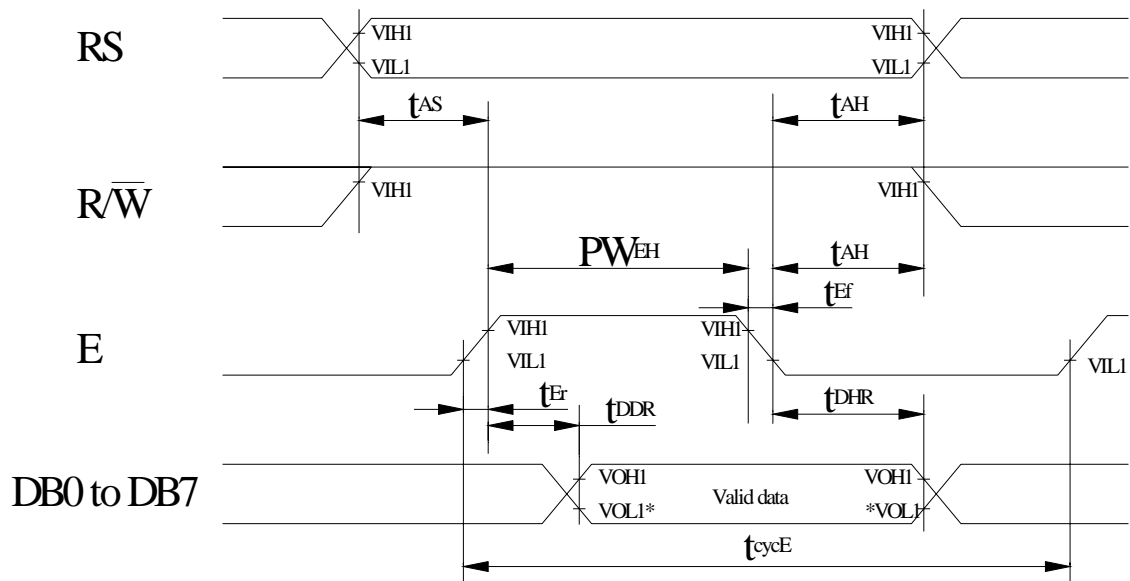 RS
VIH1
VIH1
VIL1
VIL1
tAS
tAH
R/W̅
VIH1
VIH1
PWEH
tAH
tEf
E
VIH1
VIH1
VIL1
VIL1
VIL1
tEr
tDDR
tDHR
DB0 to DB7
VOH1
VOH1
VOL1*
Valid data
*VOL1
tcycE